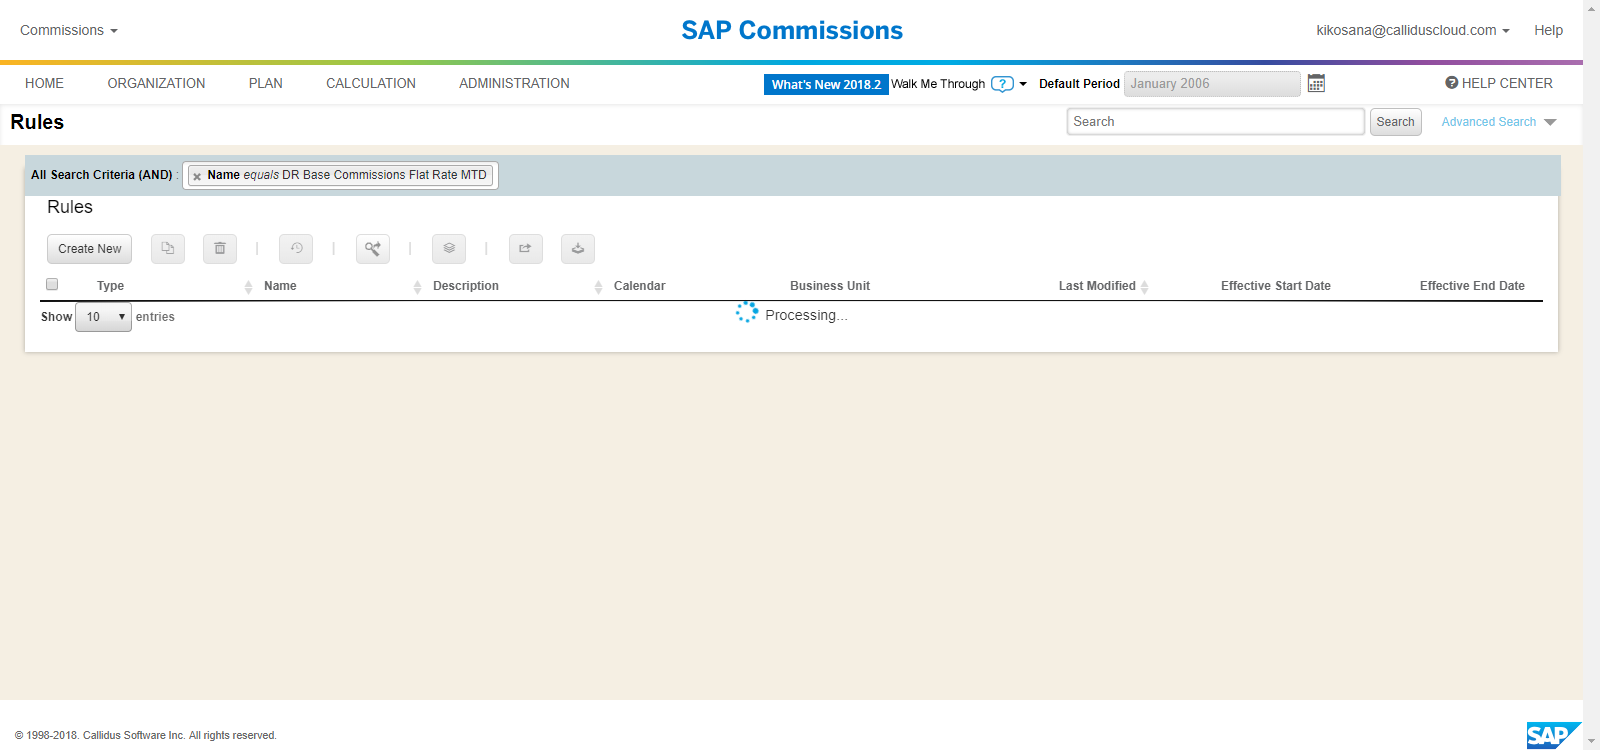 Commissions
SAP Commissions
kikosana@calliduscloud.com
Help
HOME
ORGANIZATION
PLAN
CALCULATION
ADMINISTRATION
What's New 2018.2
Walk Me Through
?
Default Period
January 2006
? HELP CENTER
Rules
Search
Search
Advanced Search
All Search Criteria (AND) :
Name equals DR Base Commissions Flat Rate MTD
Rules
Create New
Type
Name
Description
Calendar
Business Unit
Last Modified
Effective Start Date
Effective End Date
Show 10 entries
Processing...
© 1998-2018. Callidus Software Inc. All rights reserved.
SAP